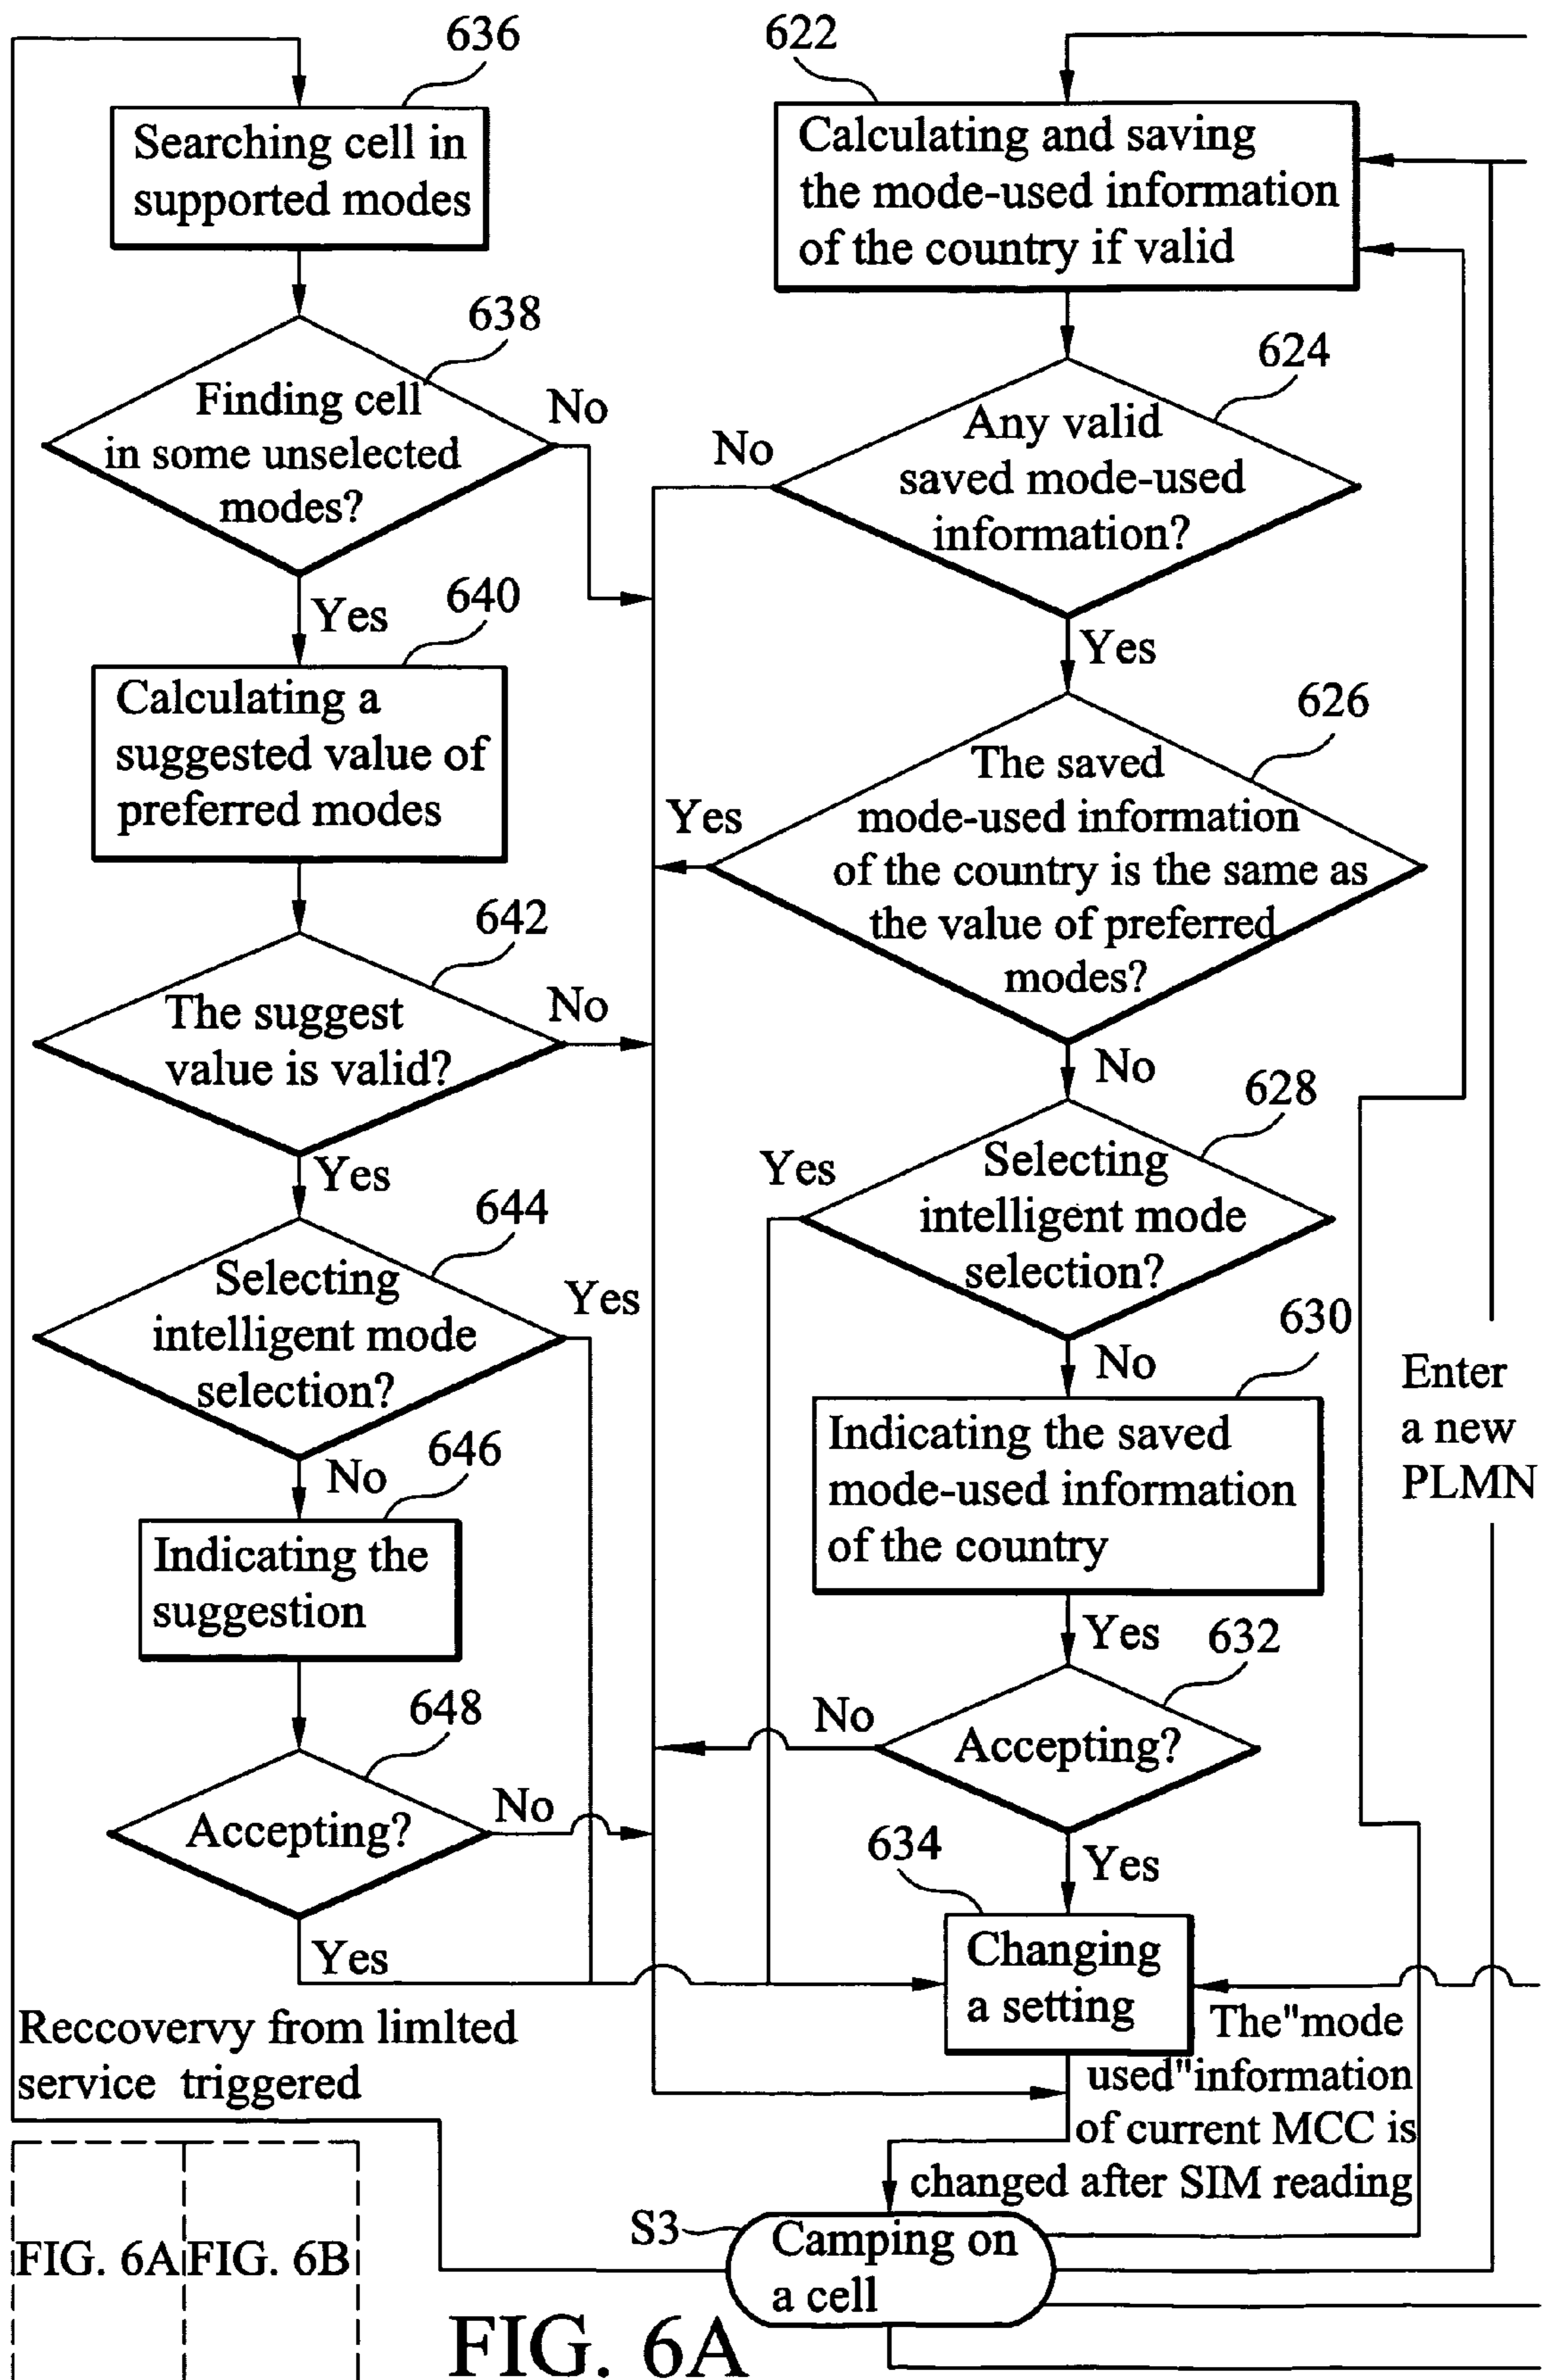 636
Searching cell in
supported modes
638
Finding cell
in some unselected
modes?
No
Yes
640
Calculating a
suggested value of
preferred modes
642
The suggest
value is valid?
No
Yes
644
Selecting
intelligent mode
selection?
Yes
No
646
Indicating the
suggestion
648
Accepting?
No
Yes
Reccovervy from limlted
service triggered
622
Calculating and saving
the mode-used information
of the country if valid
624
Any valid
saved mode-used
information?
No
Yes
626
The saved
mode-used information
of the country is the same as
the value of preferred
modes?
Yes
No
628
Selecting
intelligent mode
selection?
Yes
No
630
Indicating the saved
mode-used information
of the country
Yes
632
Accepting?
No
Yes
634
Changing
a setting
Enter
a new
PLMN
The"mode
used"information
of current MCC is
changed after SIM reading
S3
Camping on
a cell
FIG. 6A FIG. 6B
FIG. 6A